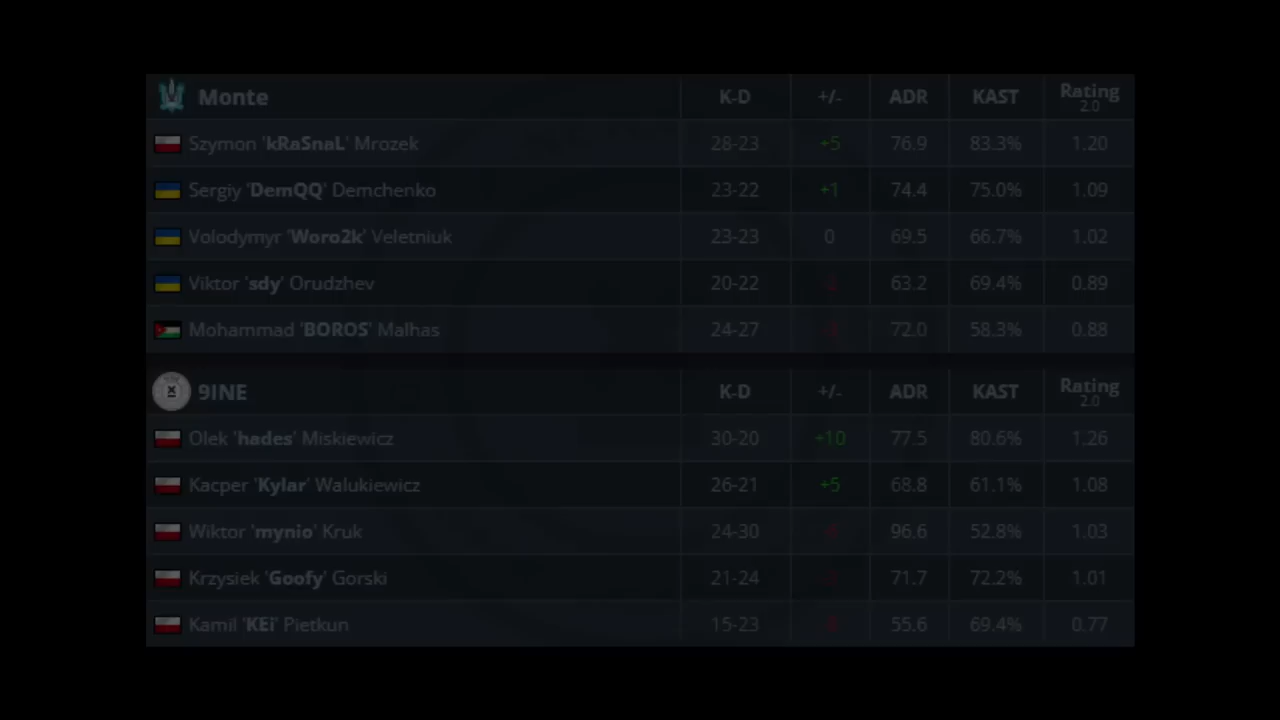 Monte K-D +/- ADR KAST Rating 2.0
Szymon 'kRaSnaL' Mrozek 28-23 +5 76.9 83.3% 1.20
Sergiy 'DemQQ' Demchenko 23-22 +1 74.4 75.0% 1.09
Volodymyr 'Woro2k' Veletniuk 23-23 0 69.5 66.7% 1.02
Viktor 'sdy' Orudzhev 20-22 63.2 69.4% 0.89
Mohammad 'BOROS' Malhas 24-27 72.0 58.3% 0.88
9INE K-D +/- ADR KAST Rating 2.0
Olek 'hades' Miskiewicz 30-20 +10 77.5 80.6% 1.26
Kacper 'Kylar' Walukiewicz 26-21 +5 68.8 61.1% 1.08
Wiktor 'mynio' Kruk 24-30 96.6 52.8% 1.03
Krzysiek 'Goofy' Gorski 21-24 71.7 72.2% 1.01
Kamil 'KEi' Pietkun 15-23 55.6 69.4% 0.77